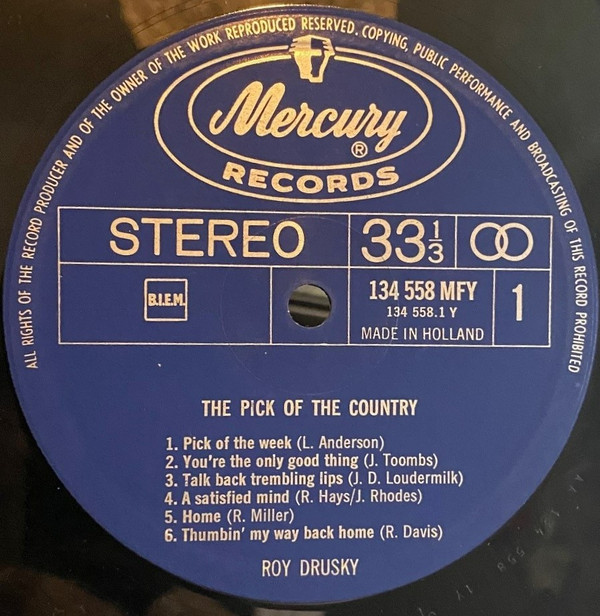 ALL RIGHTS OF THE RECORD PRODUCER AND OF THE OWNER OF THE WORK REPRODUCED RESERVED. COPYING, PUBLIC PERFORMANCE AND BROADCASTING OF THIS RECORD PROHIBITED
Mercury
®
RECORDS
STEREO 33⅓
B.I.E.M. 134 558 MFY 1
134 558.1 Y
MADE IN HOLLAND
THE PiCK OF THE COUNTRY
1. Pick of the week (L. Anderson)
2. You're the only good thing (J. Toombs)
3. Talk back trembling lips (J. D. Loudermilk)
4. A satisfied mind (R. Hays/J. Rhodes)
5. Home (R. Miller)
6. Thumbin' my way back home (R. Davis)
ROY DRUSKY